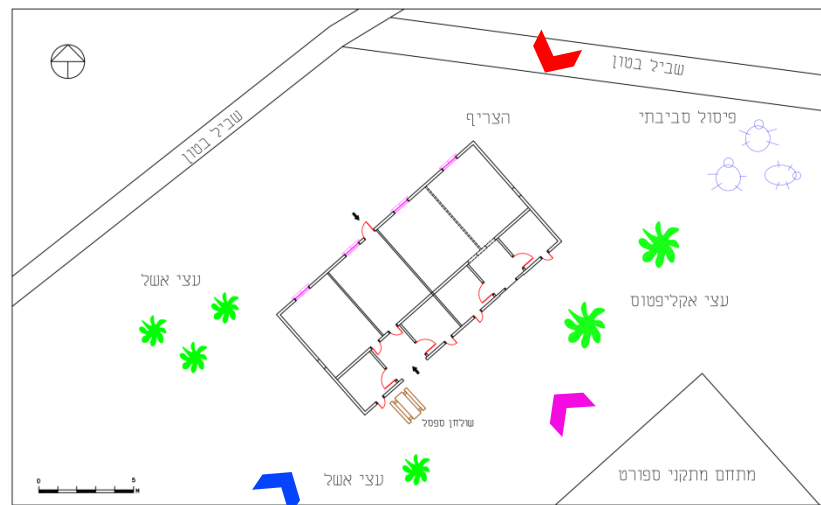 שביל בטון
שביל בטון
פיסול סביבתי
הצריף
עצי אשל
עצי אקליפטוס
שולחן ספסל
מתחם מתקני ספורט
עצי אשל
0 5
M